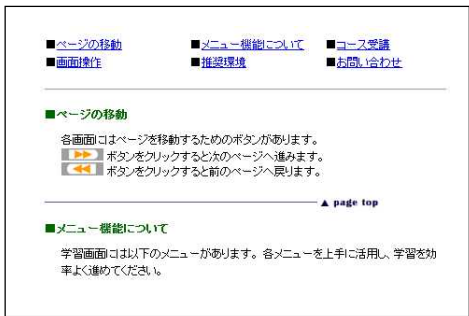 ■ページの移動 ■メニュー機能について ■コース受講
■画面操作 ■推奨環境 ■お問い合わせ
■ページの移動
各画面にはページを移動するためのボタンがあります。
ボタンをクリックすると次のページへ進みます。
ボタンをクリックすると前のページへ戻ります。
▲ page top
■メニュー機能について
学習画面には以下のメニューがあります。各メニューを上手に活用し、学習を効
率よく進めてください。